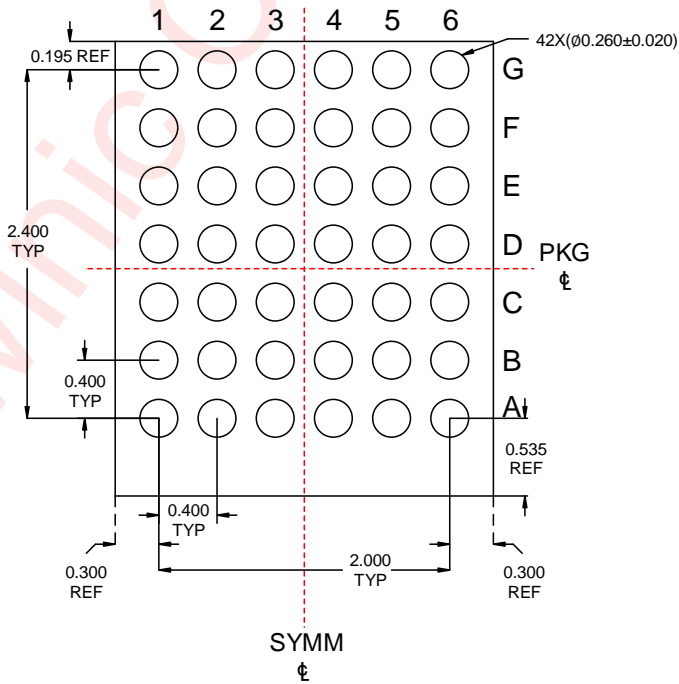 1 2 3 4 5 6
0.195 REF
42X(Ø0.260±0.020)
G
F
E
2.400
TYP
D
PKG
℄
C
B
0.400
TYP
A
0.535
REF
0.400
TYP
2.000
TYP
0.300
REF
0.300
REF
SYMM
℄